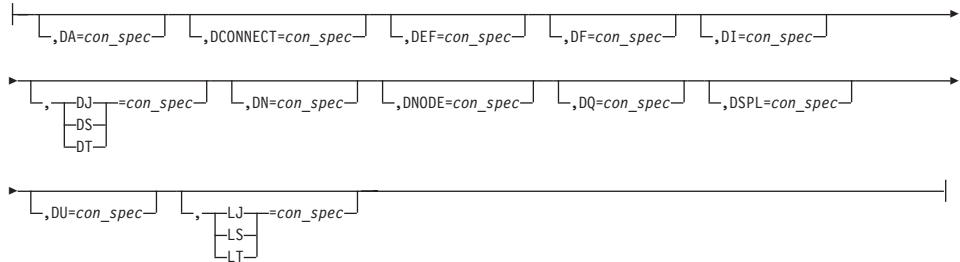 ,DA=con_spec ,DCONNECT=con_spec ,DEF=con_spec ,DF=con_spec ,DI=con_spec
, DJ =con_spec ,DN=con_spec ,DNODE=con_spec ,DQ=con_spec ,DSPL=con_spec
DS
DT
,DU=con_spec , LJ =con_spec
LS
LT